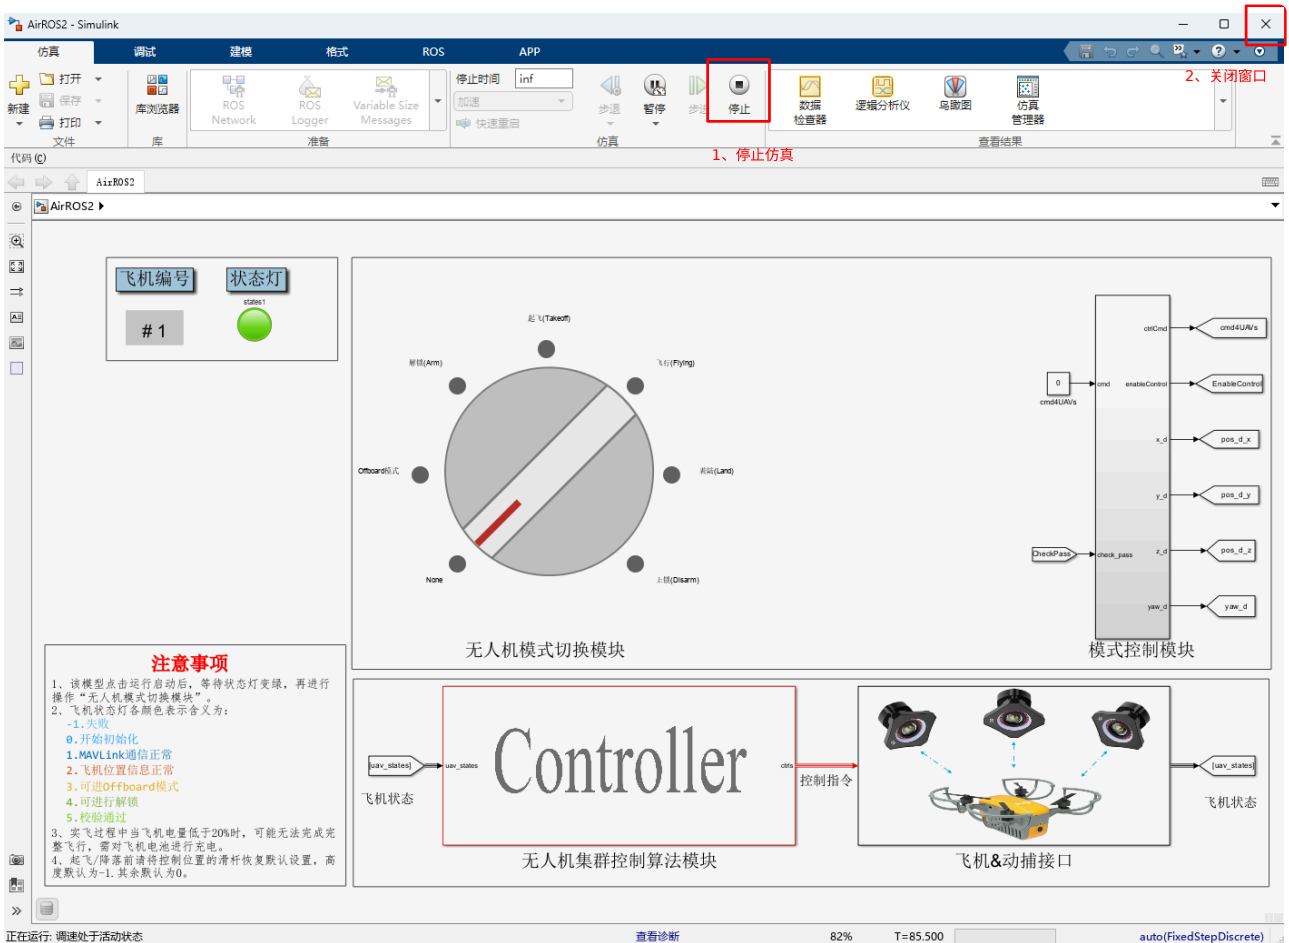 AirROS2 - Simulink
仿真 调试 建模 格式 ROS APP
2、关闭窗口
新建 打开 保存 打印 文件
库浏览器 库
ROS Network ROS Logger Variable Size Messages 准备
停止时间 inf
加速
快速重启
步退 暂停 步进 停止 仿真
数据检查器 逻辑分析仪 鸟瞰图 仿真管理器 查看结果
1、停止仿真
代码(C)
AirROS2
AirROS2
飞机编号 状态灯
states1
# 1
起飞(Takeoff)
解锁(Arm) 飞行(Flying)
Offboard模式 着陆(Land)
None 上锁(Disarm)
无人机模式切换模块
0
cmd4UAVs
CheckPass
cmd
check_pass
ctrlCmd
enableControl
x_d
y_d
z_d
yaw_d
cmd4UAVs
EnableControl
pos_d_x
pos_d_y
pos_d_z
yaw_d
模式控制模块
注意事项
1、该模型点击运行启动后，等待状态灯变绿，再进行
操作“无人机模式切换模块”。
2、飞机状态灯各颜色表示含义为：
-1.失败
0.开始初始化
1.MAVLink通信正常
2.飞机位置信息正常
3.可进Offboard模式
4.可进行解锁
5.校验通过
3、实飞过程中当飞机电量低于20%时，可能无法完成完
整飞行，需对飞机电池进行充电。
4、起飞/降落前请将控制位置的滑杆恢复默认设置，高
度默认为-1.其余默认为0。
[uav_states]
飞机状态
uav_states
Controller
ctrls
控制指令
无人机集群控制算法模块
飞机&动捕接口
[uav_states]
飞机状态
正在运行: 调速处于活动状态 查看诊断 82% T=85.500 auto(FixedStepDiscrete)